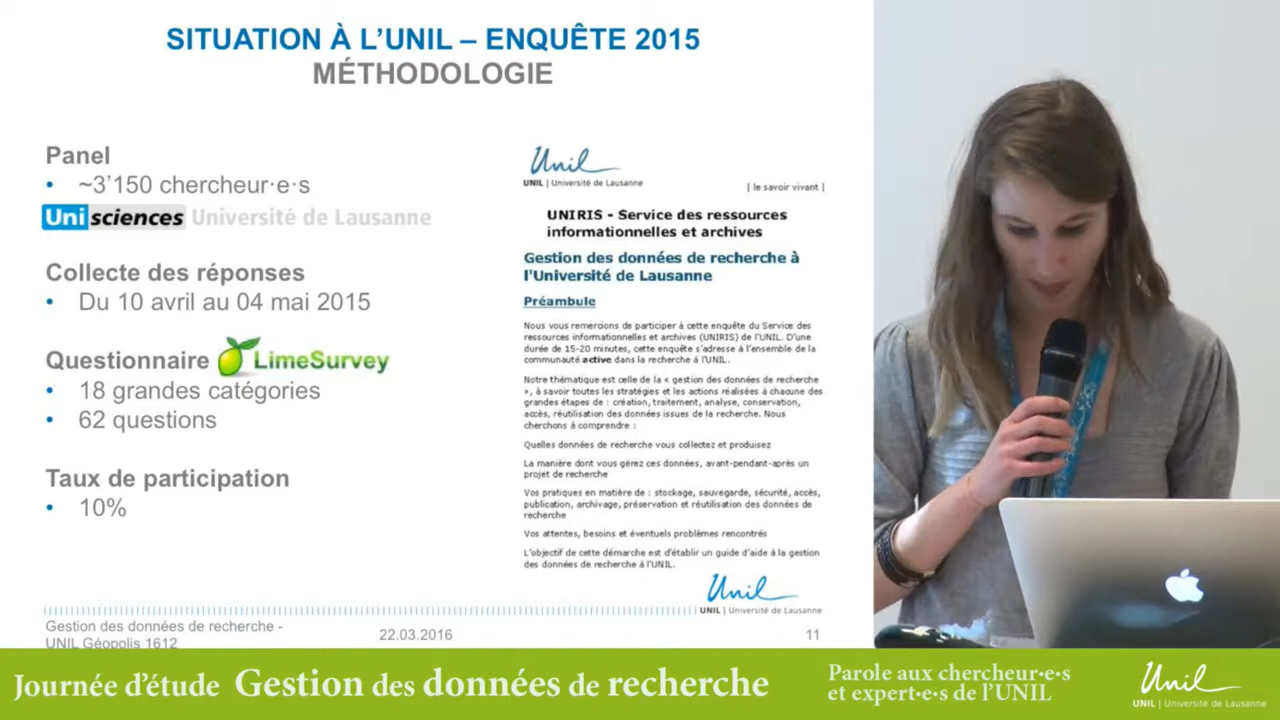 SITUATION À L’UNIL – ENQUÊTE 2015
MÉTHODOLOGIE
Panel
• ~3’150 chercheur·e·s
Unisciences Université de Lausanne
Collecte des réponses
• Du 10 avril au 04 mai 2015
Questionnaire LimeSurvey
• 18 grandes catégories
• 62 questions
Taux de participation
• 10%
Unil
UNIL | Université de Lausanne
| le savoir vivant |
UNIRIS - Service des ressources
informationnelles et archives
Gestion des données de recherche à
l'Université de Lausanne
Préambule
Nous vous remercions de participer à cette enquête du Service des
ressources informationnelles et archives (UNIRIS) de l'UNIL. D'une
durée de 15-20 minutes, cette enquête s'adresse à l'ensemble de la
communauté active dans la recherche à l'UNIL.
Notre thématique est celle de la « gestion des données de recherche
», à savoir toutes les stratégies et les actions réalisées à chacune des
grandes étapes de : création, traitement, analyse, conservation,
accès, réutilisation des données issues de la recherche. Nous
cherchons à comprendre :
Quelles données de recherche vous collectez et produisez
La manière dont vous gérez ces données, avant-pendant-après un
projet de recherche
Vos pratiques en matière de : stockage, sauvegarde, sécurité, accès,
publication, archivage, préservation et réutilisation des données de
recherche
Vos attentes, besoins et éventuels problèmes rencontrés
L'objectif de cette démarche est d'établir un guide d'aide à la gestion
des données de recherche à l'UNIL.
Unil
UNIL | Université de Lausanne
Gestion des données de recherche -
UNIL Géopolis 1612
22.03.2016
11
Journée d’étude Gestion des données de recherche
Parole aux chercheur•e•s
et expert•e•s de l’UNIL
Unil
UNIL | Université de Lausanne